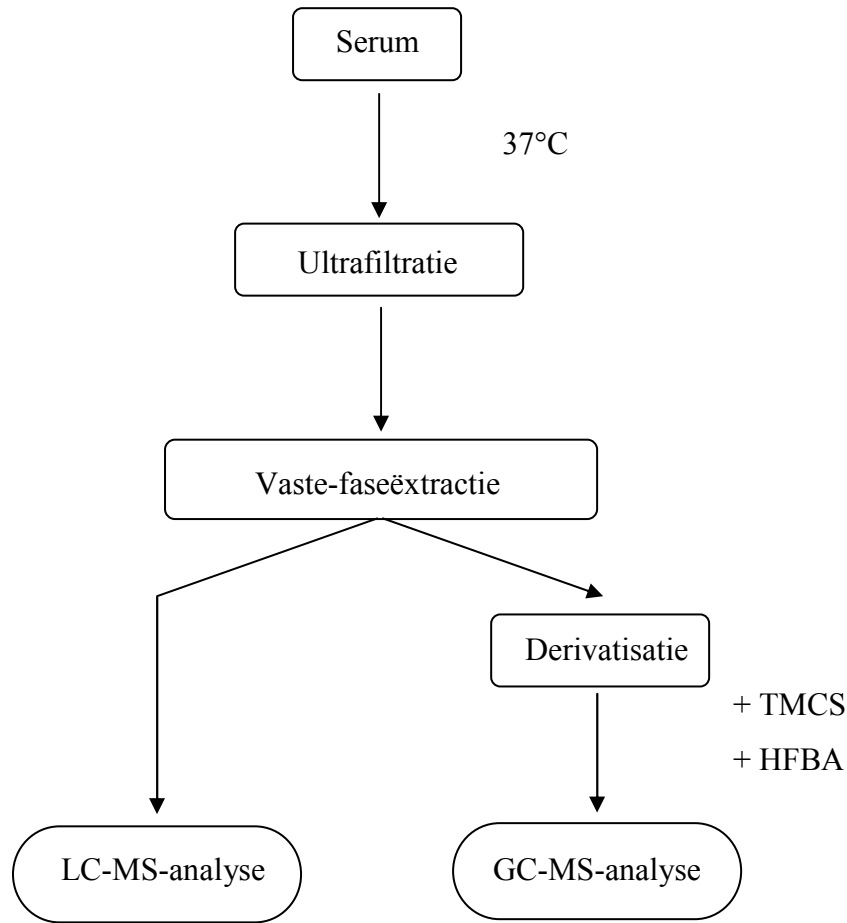 Serum
37°C
Ultrafiltratie
Vaste-faseëxtractie
Derivatisatie
+ TMCS
+ HFBA
LC-MS-analyse
GC-MS-analyse